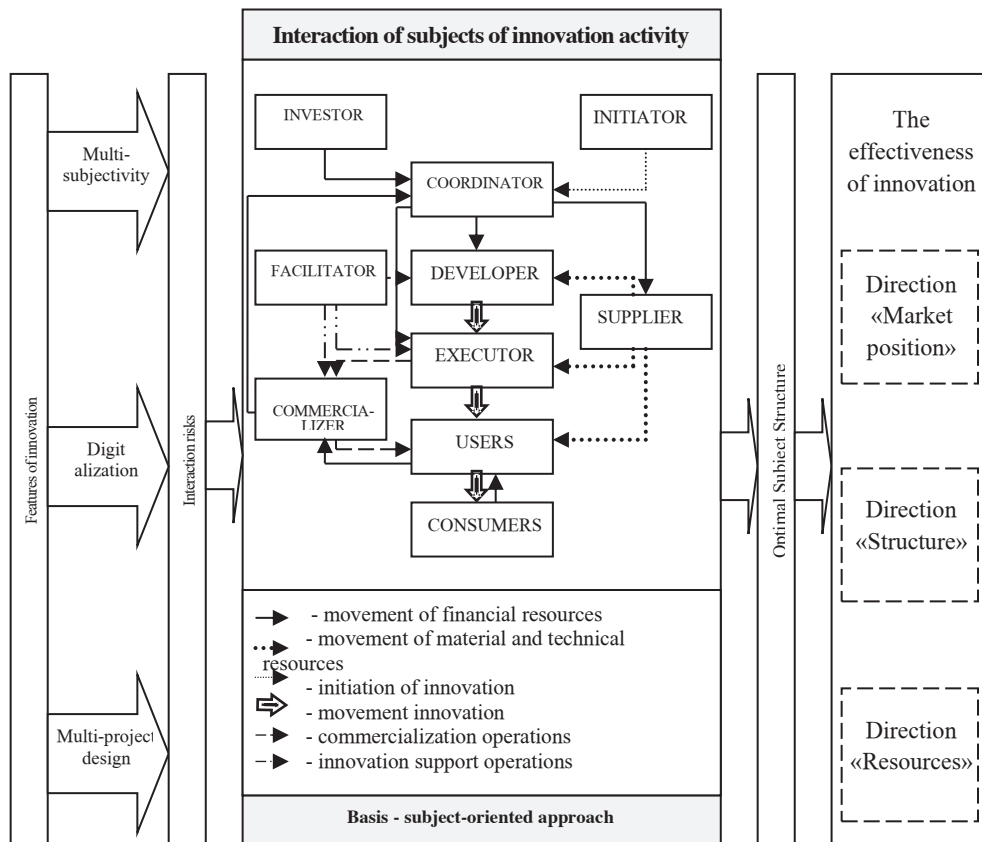 Interaction of subjects of innovation activity
Features of innovation
Multi-
subjectivity
Digit
alization
Multi-project
design
Interaction risks
INVESTOR
INITIATOR
COORDINATOR
FACILITATOR
DEVELOPER
SUPPLIER
EXECUTOR
COMMERCIA-
LIZER
USERS
CONSUMERS
- movement of financial resources
- movement of material and technical
resources
- initiation of innovation
- movement innovation
- commercialization operations
- innovation support operations
Basis - subject-oriented approach
Ontimal Subject Structure
The
effectiveness
of innovation
Direction
«Market
position»
Direction
«Structure»
Direction
«Resources»